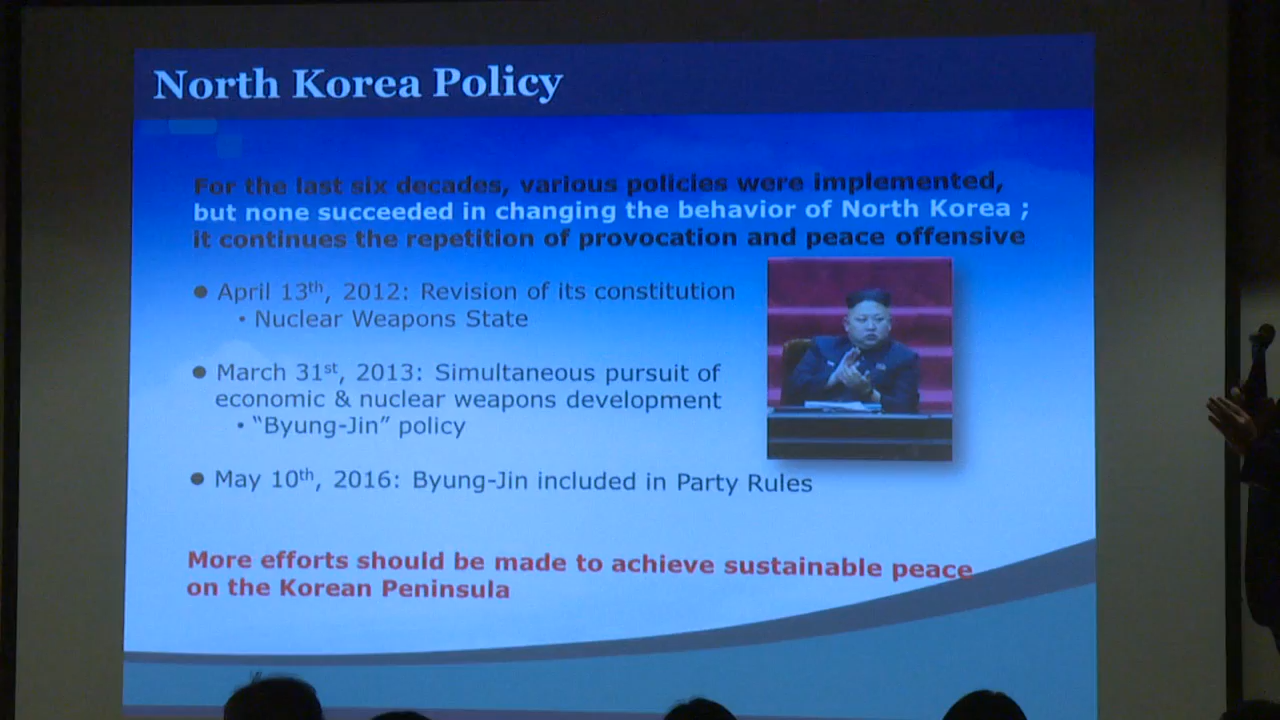 North Korea Policy
For the last six decades, various policies were implemented,
but none succeeded in changing the behavior of North Korea ;
it continues the repetition of provocation and peace offensive
● April 13th, 2012: Revision of its constitution
• Nuclear Weapons State
● March 31st, 2013: Simultaneous pursuit of
economic & nuclear weapons development
• “Byung-Jin” policy
● May 10th, 2016: Byung-Jin included in Party Rules
More efforts should be made to achieve sustainable peace
on the Korean Peninsula